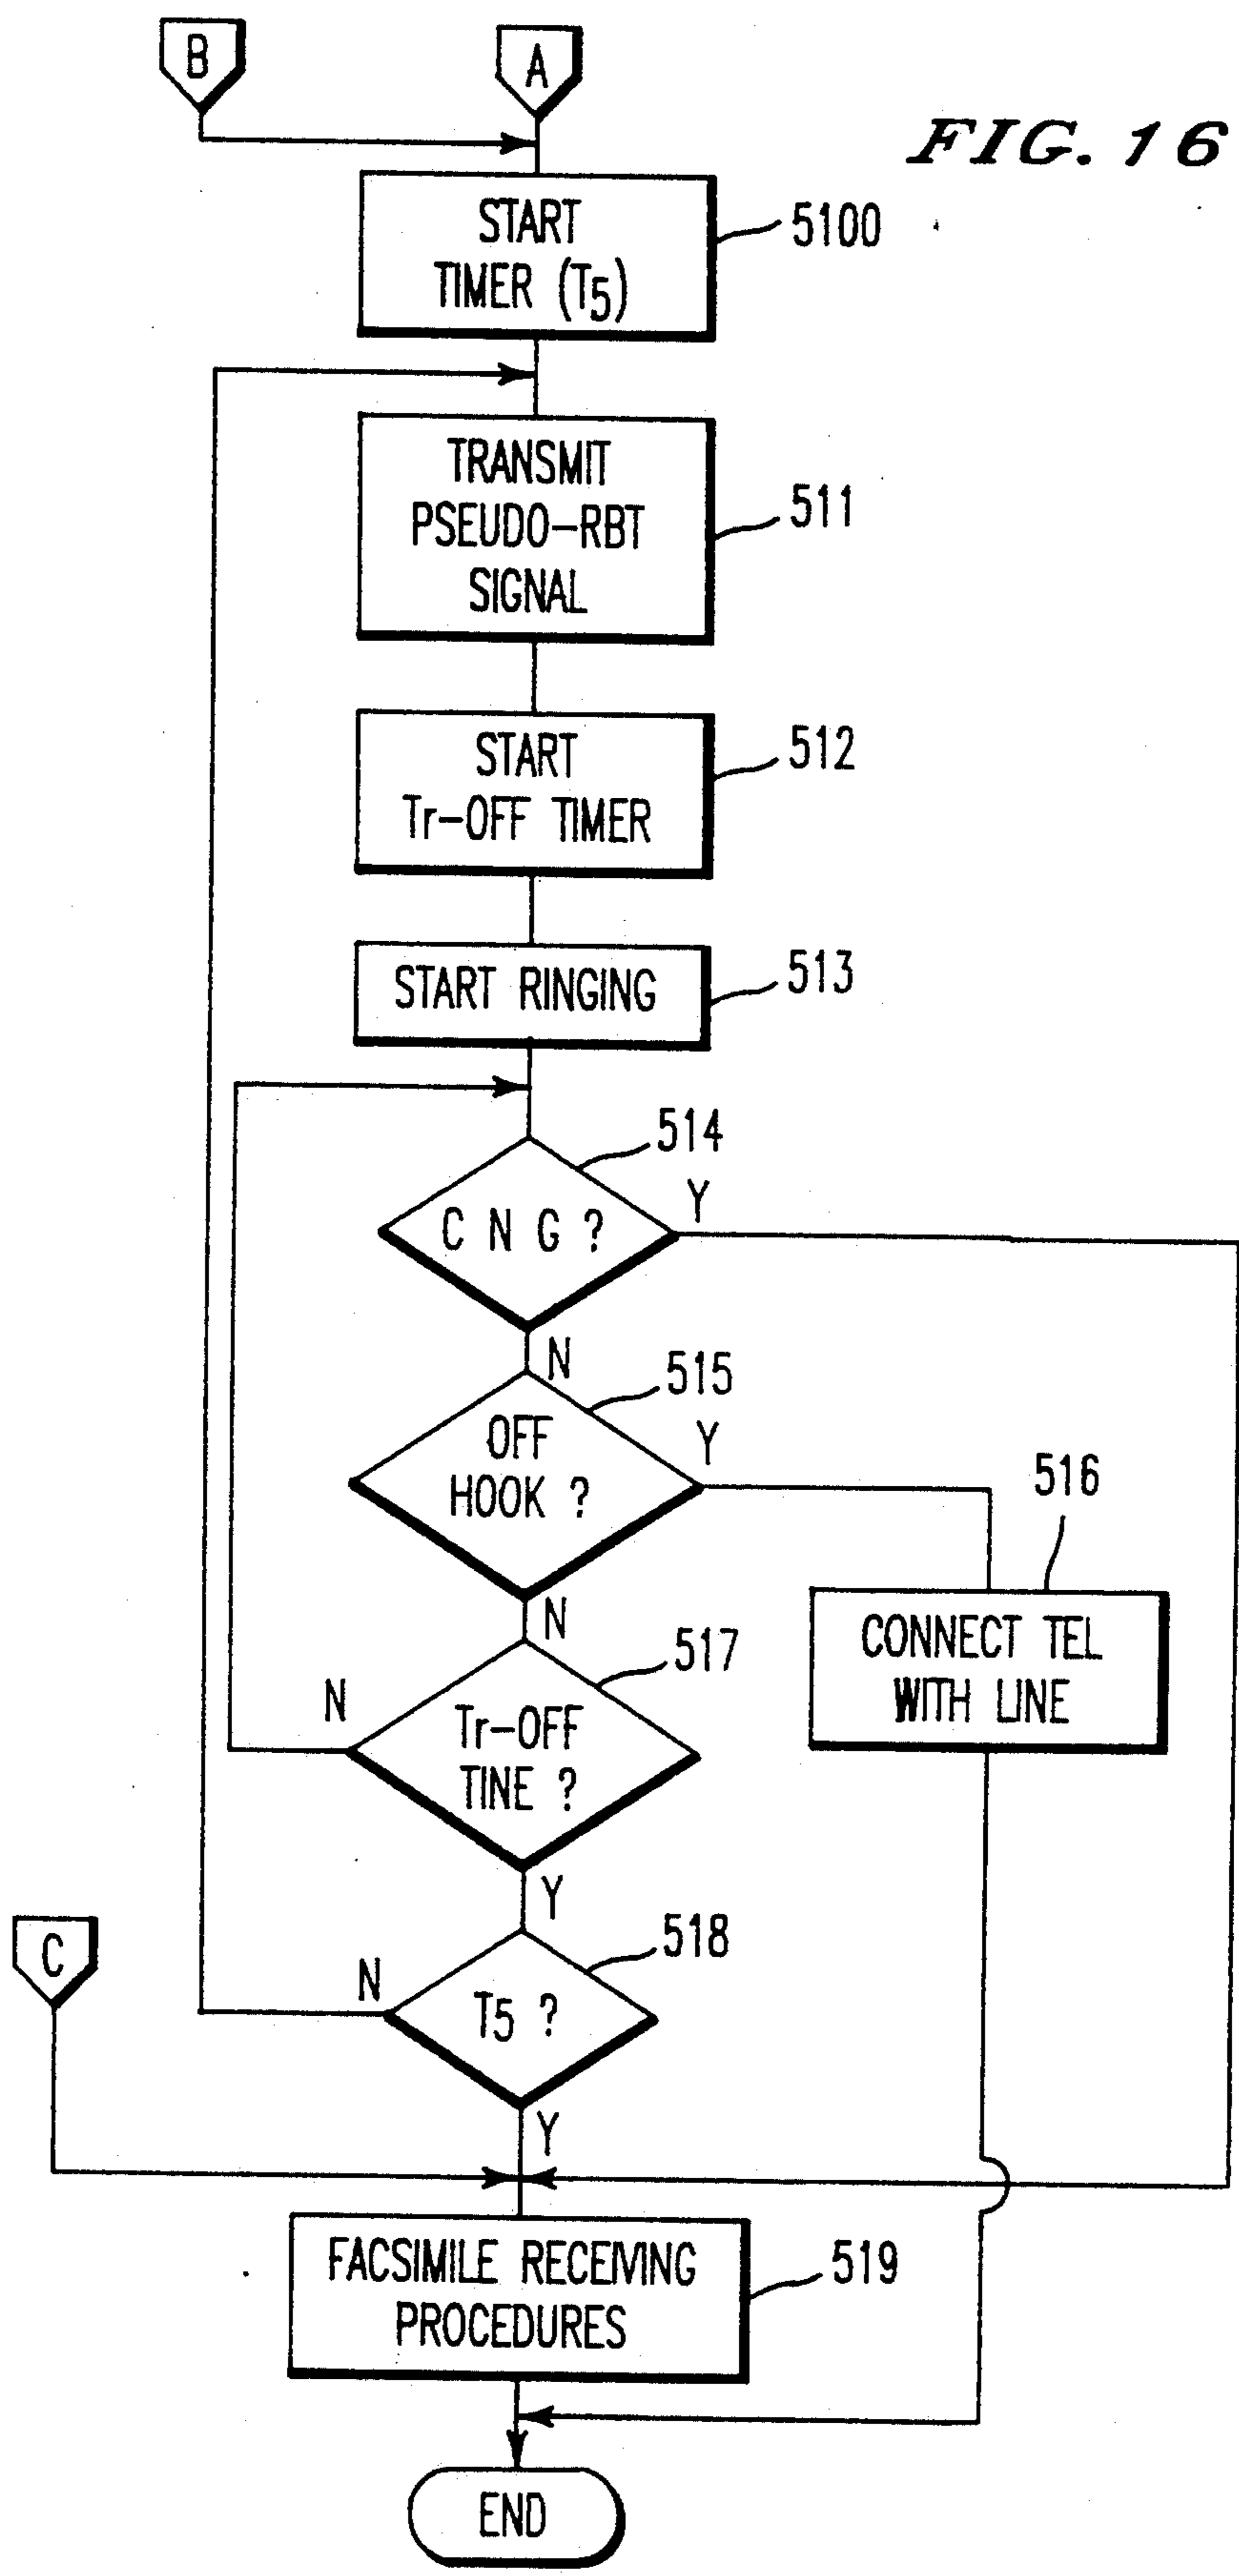 B
A
FIG. 16
START
TIMER (T5)
5100
TRANSMIT
PSEUDO-RBT
SIGNAL
511
START
Tr-OFF TIMER
512
START RINGING
513
514
C N G ?
Y
N
515
OFF
HOOK ?
Y
516
N
CONNECT TEL
WITH LINE
517
N
Tr-OFF
TINE ?
Y
C
518
N
T5 ?
Y
FACSIMILE RECEIVING
PROCEDURES
519
END